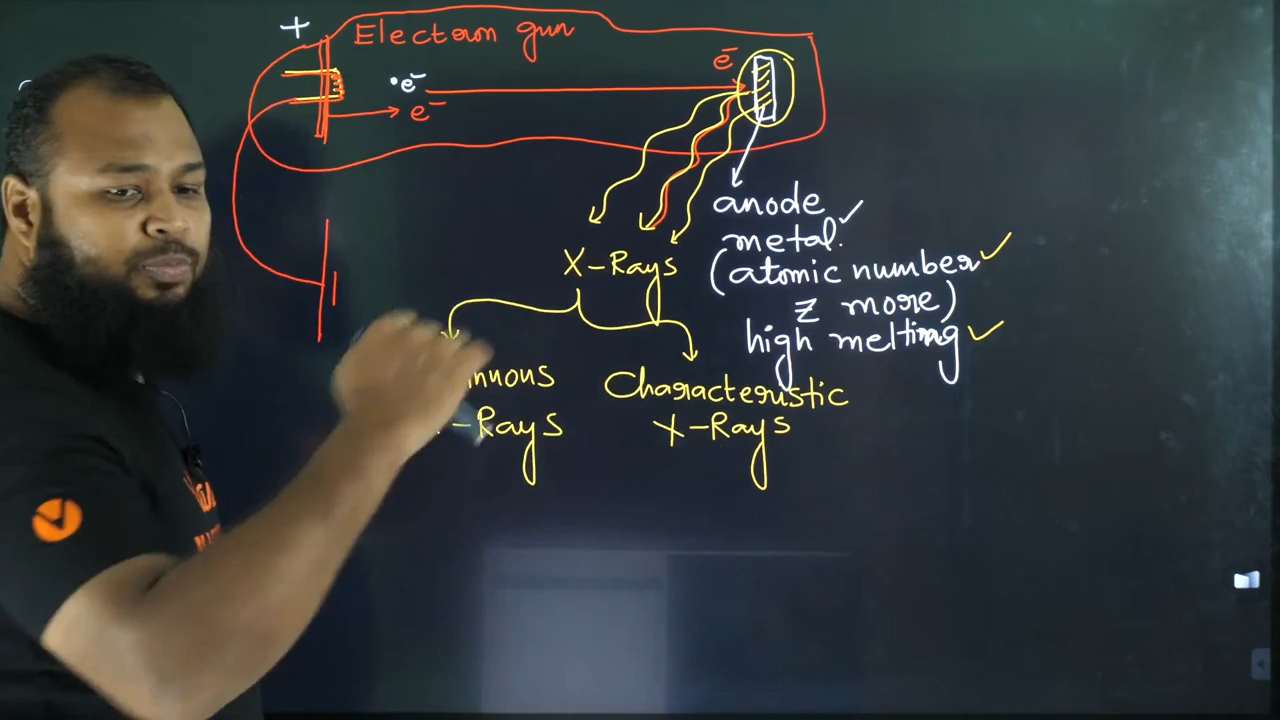 +
Electron gun
e⁻
•e⁻
e⁻
anode
metal.
X-Rays
(atomic number
Z more)
high melting
Characteristic
-Rays
X-Rays